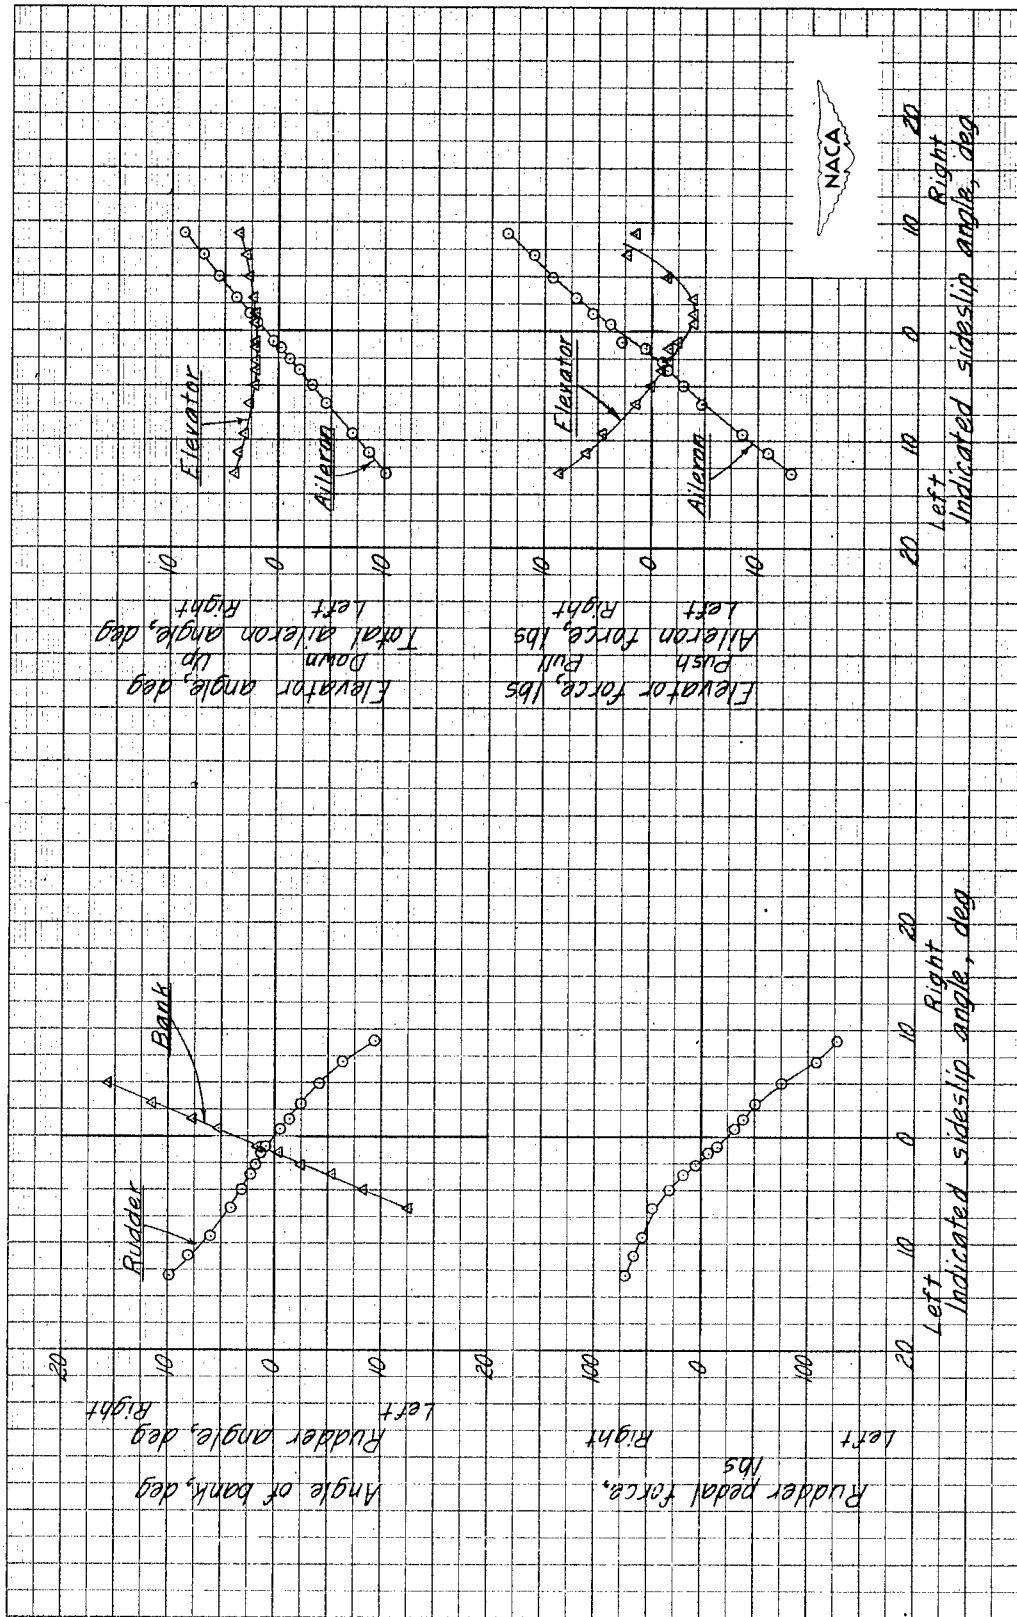 20
10
0
10
20
Angle of bank, deg
Rudder angle, deg
Left
Right
Rudder
Bank
100
0
100
Rudder pedal force,
lbs
Left
Right
20
10
0
10
20
Left
Right
Indicated sideslip angle, deg
10
0
10
Elevator angle, deg
Down
Up
Total aileron angle, deg
Left
Right
Elevator
Aileron
10
0
10
Elevator force, lbs
Push
Pull
Aileron force, lbs
Left
Right
Elevator
Aileron
20
10
0
10
20
Left
Right
Indicated sideslip angle, deg
NACA